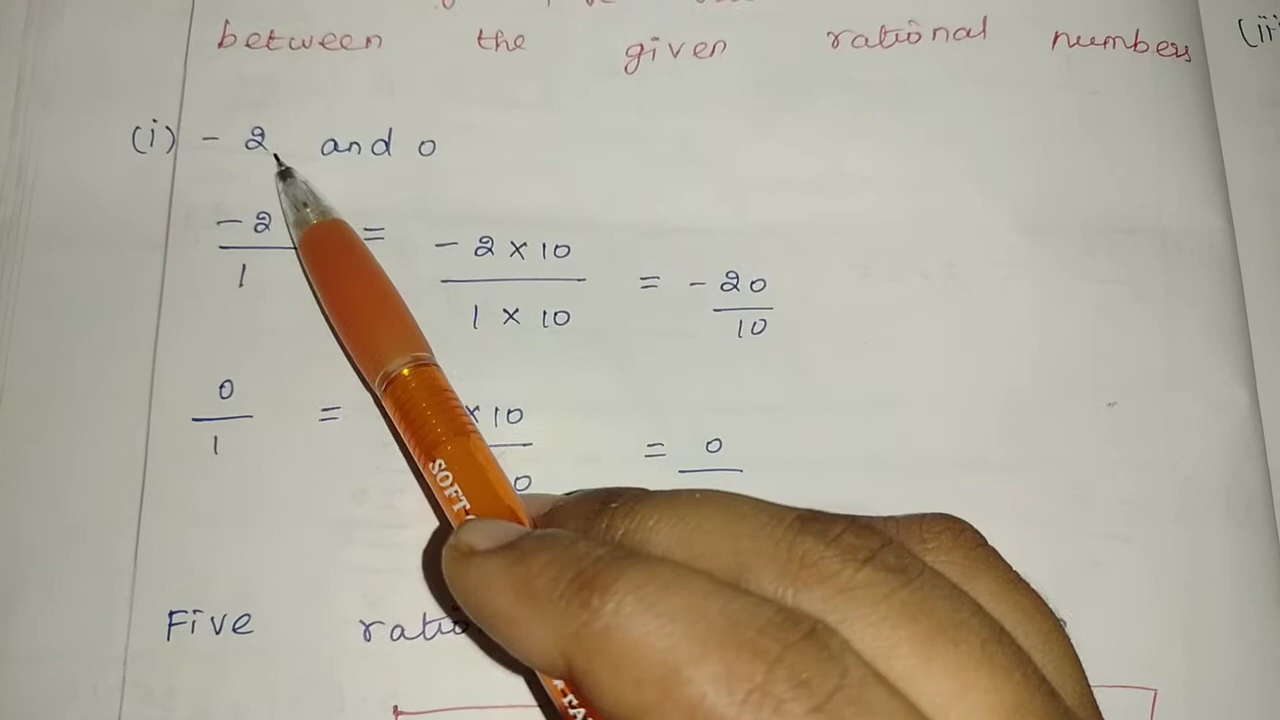 between the given rational numbers
(i) - 2 and 0
-2/1 = - 2 × 10 / 1 × 10 = - 20/10
0/1 = × 10 / 0 = 0
Five
SOFT